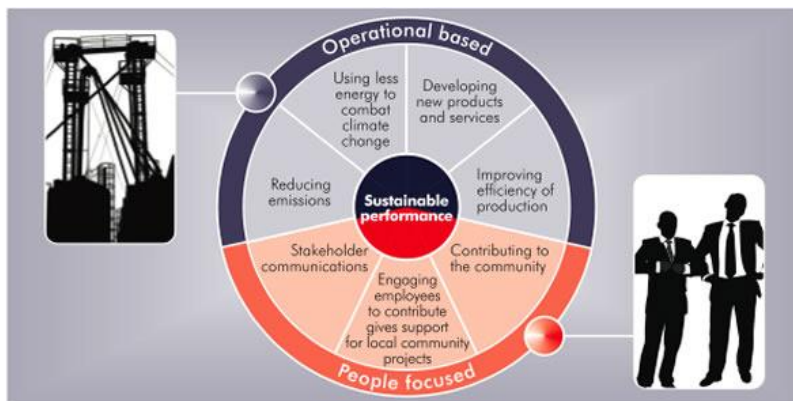 Operational based
Using less
energy to
combat
climate
change
Developing
new products
and services
Reducing
emissions
Sustainable
performance
Improving
efficiency of
production
Stakeholder
communications
Contributing to
the community
Engaging
employees
to contribute
gives support
for local community
projects
People focused